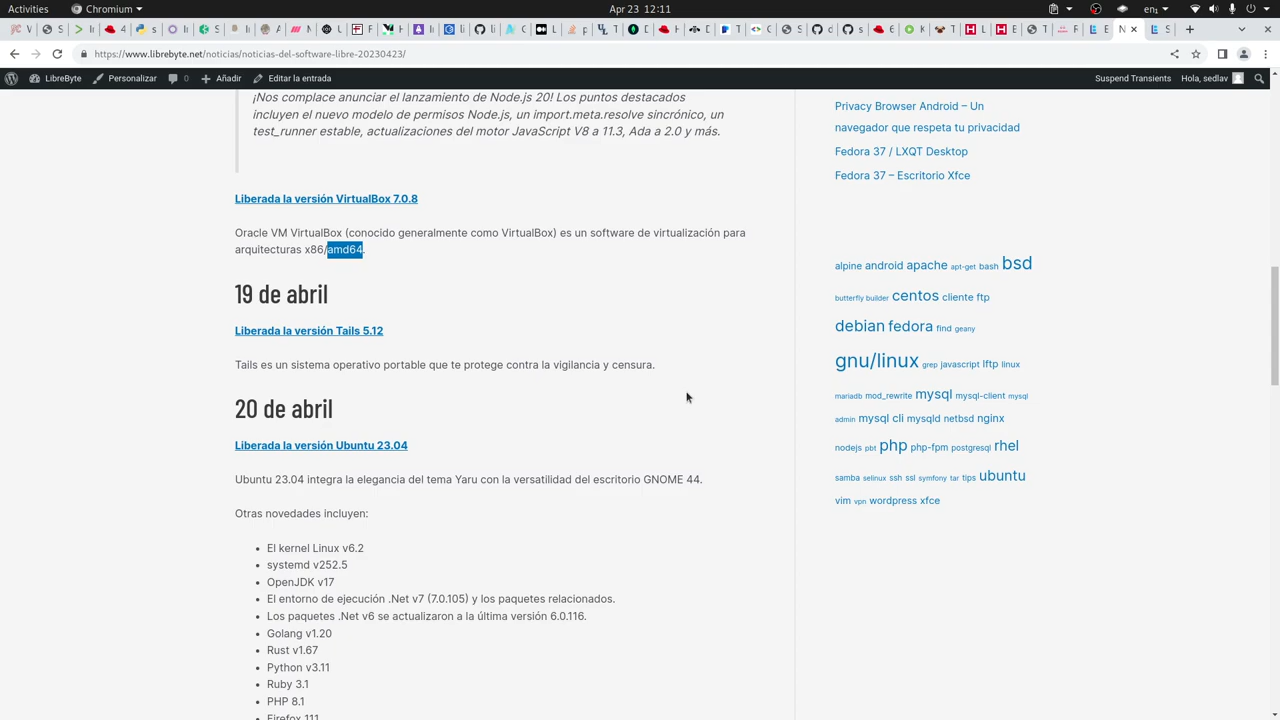 Activities
Chromium
Apr 23 12:11
en
https://www.librebyte.net/noticias/noticias-del-software-libre-20230423/
LibreByte
Personalizar
0
Añadir
Editar la entrada
Suspend Transients
Hola, sedlav
¡Nos complace anunciar el lanzamiento de Node.js 20! Los puntos destacados
incluyen el nuevo modelo de permisos Node.js, un import.meta.resolve sincrónico, un
test_runner estable, actualizaciones del motor JavaScript V8 a 11.3, Ada a 2.0 y más.
Liberada la versión VirtualBox 7.0.8
Oracle VM VirtualBox (conocido generalmente como VirtualBox) es un software de virtualización para
arquitecturas x86/amd64.
19 de abril
Liberada la versión Tails 5.12
Tails es un sistema operativo portable que te protege contra la vigilancia y censura.
20 de abril
Liberada la versión Ubuntu 23.04
Ubuntu 23.04 integra la elegancia del tema Yaru con la versatilidad del escritorio GNOME 44.
Otras novedades incluyen:
• El kernel Linux v6.2
• systemd v252.5
• OpenJDK v17
• El entorno de ejecución .Net v7 (7.0.105) y los paquetes relacionados.
• Los paquetes .Net v6 se actualizaron a la última versión 6.0.116.
• Golang v1.20
• Rust v1.67
• Python v3.11
• Ruby 3.1
• PHP 8.1
• Firefox 111
Privacy Browser Android – Un
navegador que respeta tu privacidad
Fedora 37 / LXQT Desktop
Fedora 37 – Escritorio Xfce
alpine android apache apt-get bash bsd
butterfly builder centos cliente ftp
debian fedora find geany
gnu/linux grep javascript lftp linux
mariadb mod_rewrite mysql mysql-client mysql
admin mysql cli mysqld netbsd nginx
nodejs pbt php php-fpm postgresql rhel
samba selinux ssh ssl symfony tar tips ubuntu
vim vpn wordpress xfce